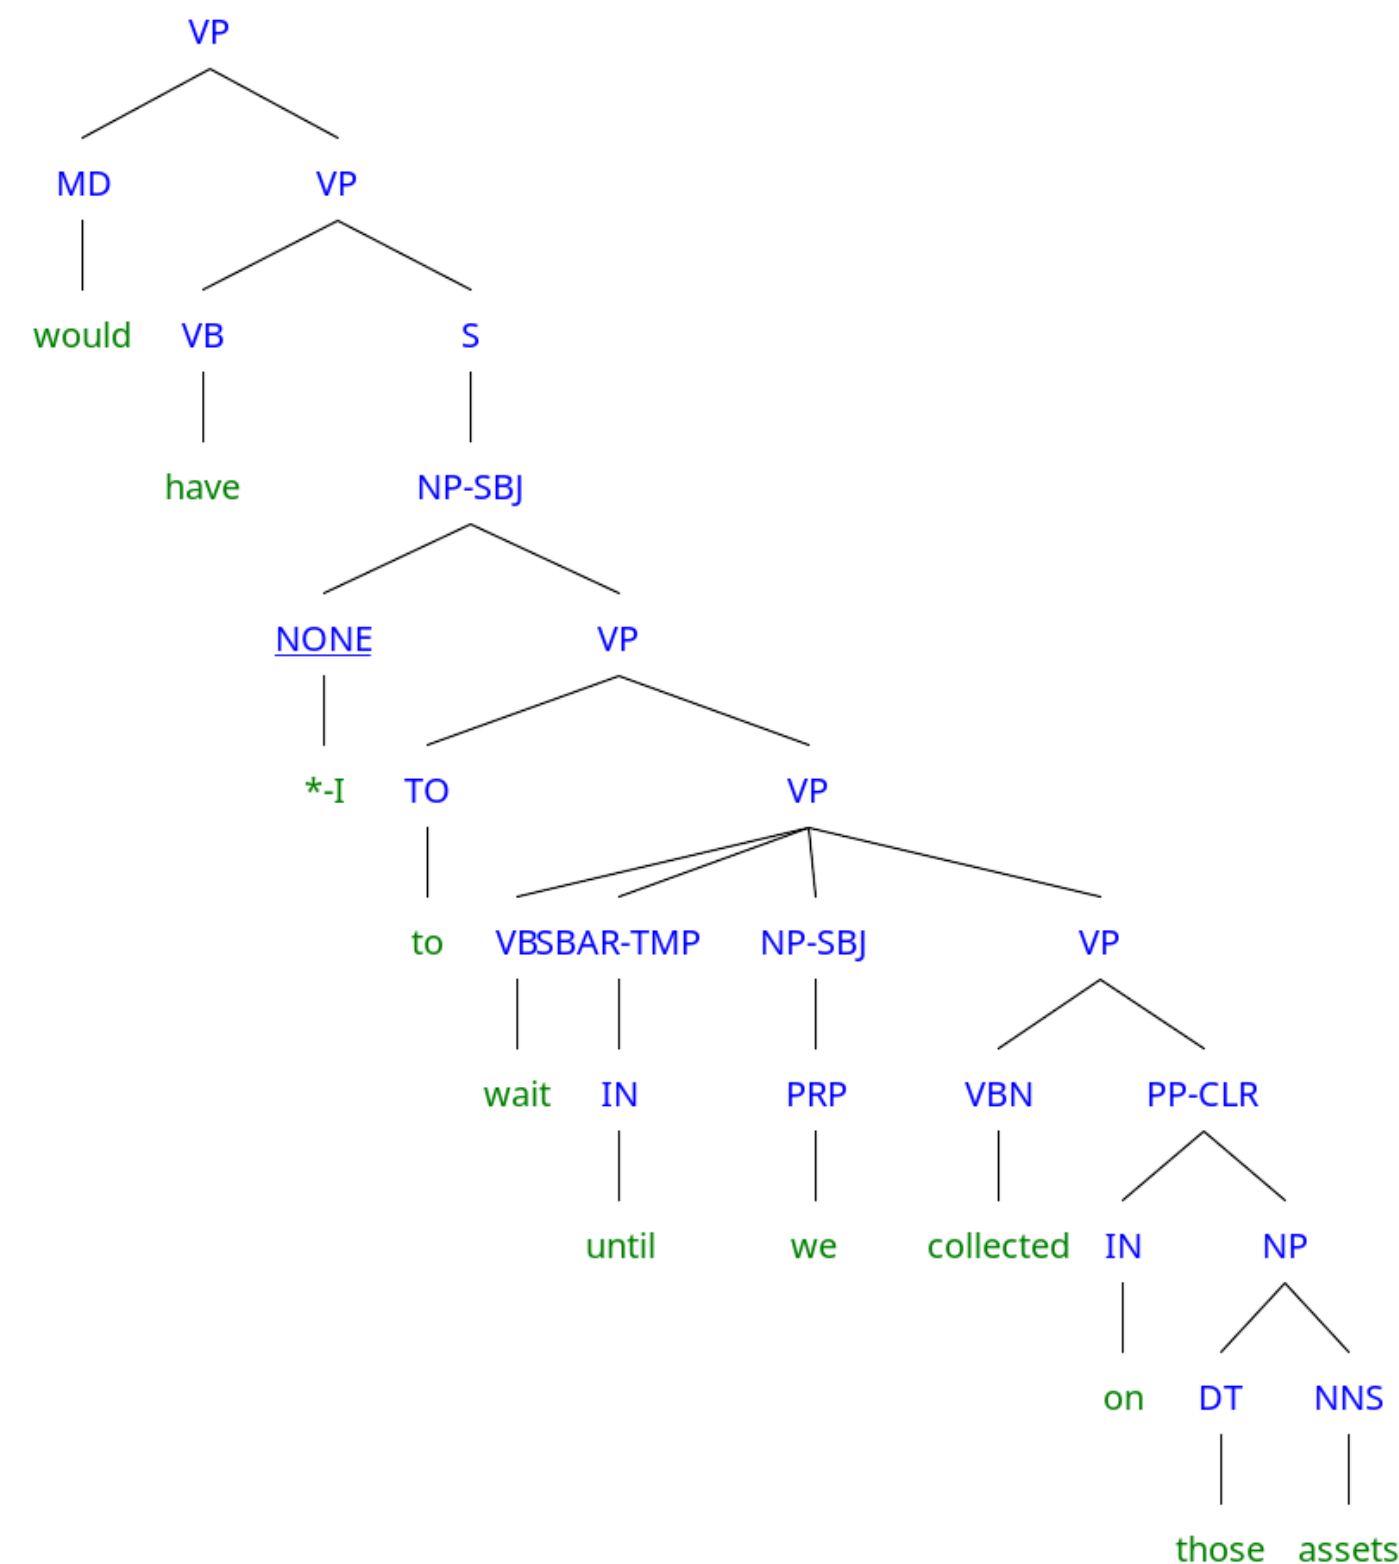 VP
MD VP
would VB S
have NP-SBJ
NONE VP
*-I TO VP
to VB SBAR-TMP NP-SBJ VP
wait IN PRP VBN PP-CLR
until we collected IN NP
on DT NNS
those assets